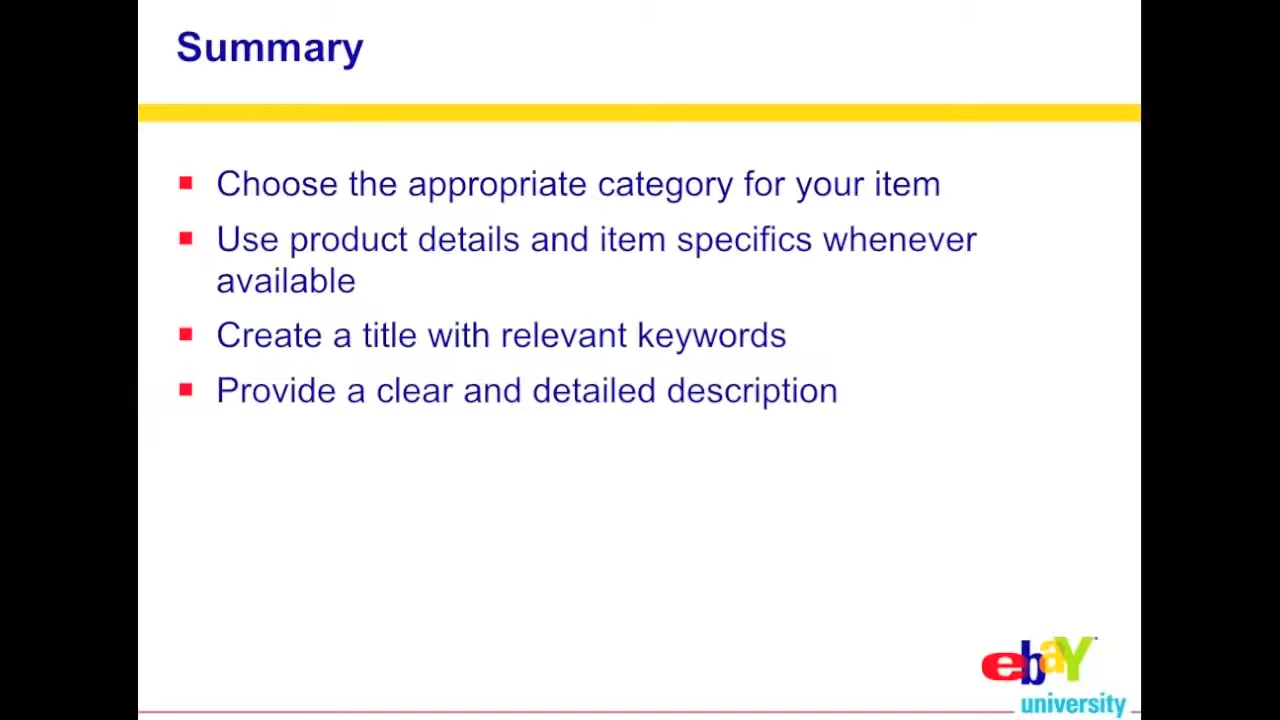 Summary
Choose the appropriate category for your item
Use product details and item specifics whenever
available
Create a title with relevant keywords
Provide a clear and detailed description
ebaY
university